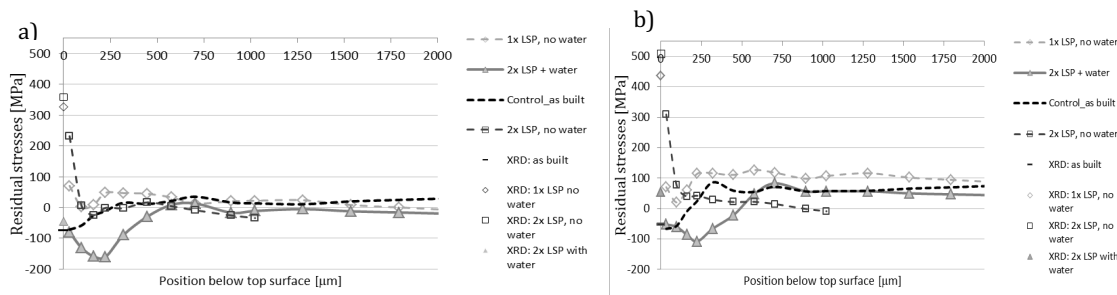 a)
Residual stresses [MPa]
500
400
300
200
100
0
-100
-200
0 250 500 750 1000 1250 1500 1750 2000
Position below top surface [µm]
1x LSP, no water
2x LSP + water
Control_as built
2x LSP, no water
XRD: as built
XRD: 1x LSP no
water
XRD: 2x LSP, no
water
XRD: 2x LSP with
water
b)
Residual stresses [MPa]
500
400
300
200
100
0
-100
-200
0 250 500 750 1000 1250 1500 1750 2000
Position below top surface [µm]
1x LSP, no water
2x LSP + water
Control_as built
2x LSP, no water
XRD: as built
XRD: 1x LSP, no
water
XRD: 2x LSP, no
water
XRD: 2x LSP with
water